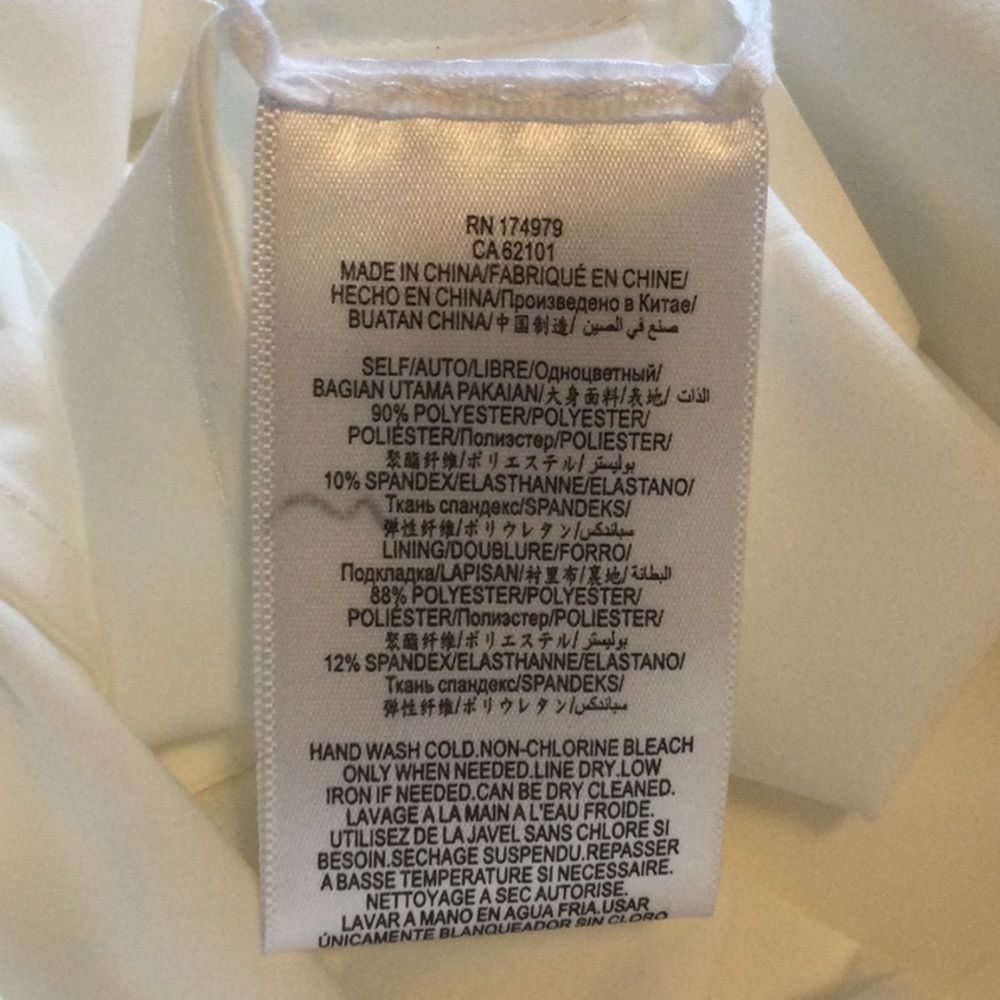 RN 174979
CA 62101
MADE IN CHINA/FABRIQUÉ EN CHINE/
HECHO EN CHINA/Произведено в Китае/
BUATAN CHINA/中国制造/ صنع في الصين
SELF/AUTO/LIBRE/Одноцветный/
BAGIAN UTAMA PAKAIAN/大身面料/表地/ الذات
90% POLYESTER/POLYESTER/
POLIÉSTER/Полиэстер/POLIESTER/
聚酯纤维/ポリエステル/ بوليستر
10% SPANDEX/ELASTHANNE/ELASTANO/
Ткань спандекс/SPANDEKS/
弹性纤维/ポリウレタン/سباندكس
LINING/DOUBLURE/FORRO/
Подкладка/LAPISAN/衬里布/裏地/ البطانة
88% POLYESTER/POLYESTER/
POLIÉSTER/Полиэстер/POLIESTER/
聚酯纤维/ポリエステル/ بوليستر
12% SPANDEX/ELASTHANNE/ELASTANO/
Ткань спандекс/SPANDEKS/
弹性纤维/ポリウレタン/سباندكس
HAND WASH COLD.NON-CHLORINE BLEACH
ONLY WHEN NEEDED.LINE DRY.LOW
IRON IF NEEDED.CAN BE DRY CLEANED.
LAVAGE A LA MAIN A L'EAU FROIDE.
UTILISEZ DE LA JAVEL SANS CHLORE SI
BESOIN.SECHAGE SUSPENDU.REPASSER
A BASSE TEMPERATURE SI NECESSAIRE.
NETTOYAGE A SEC AUTORISE.
LAVAR A MANO EN AGUA FRIA.USAR
ÚNICAMENTE BLANQUEADOR SIN CLORO